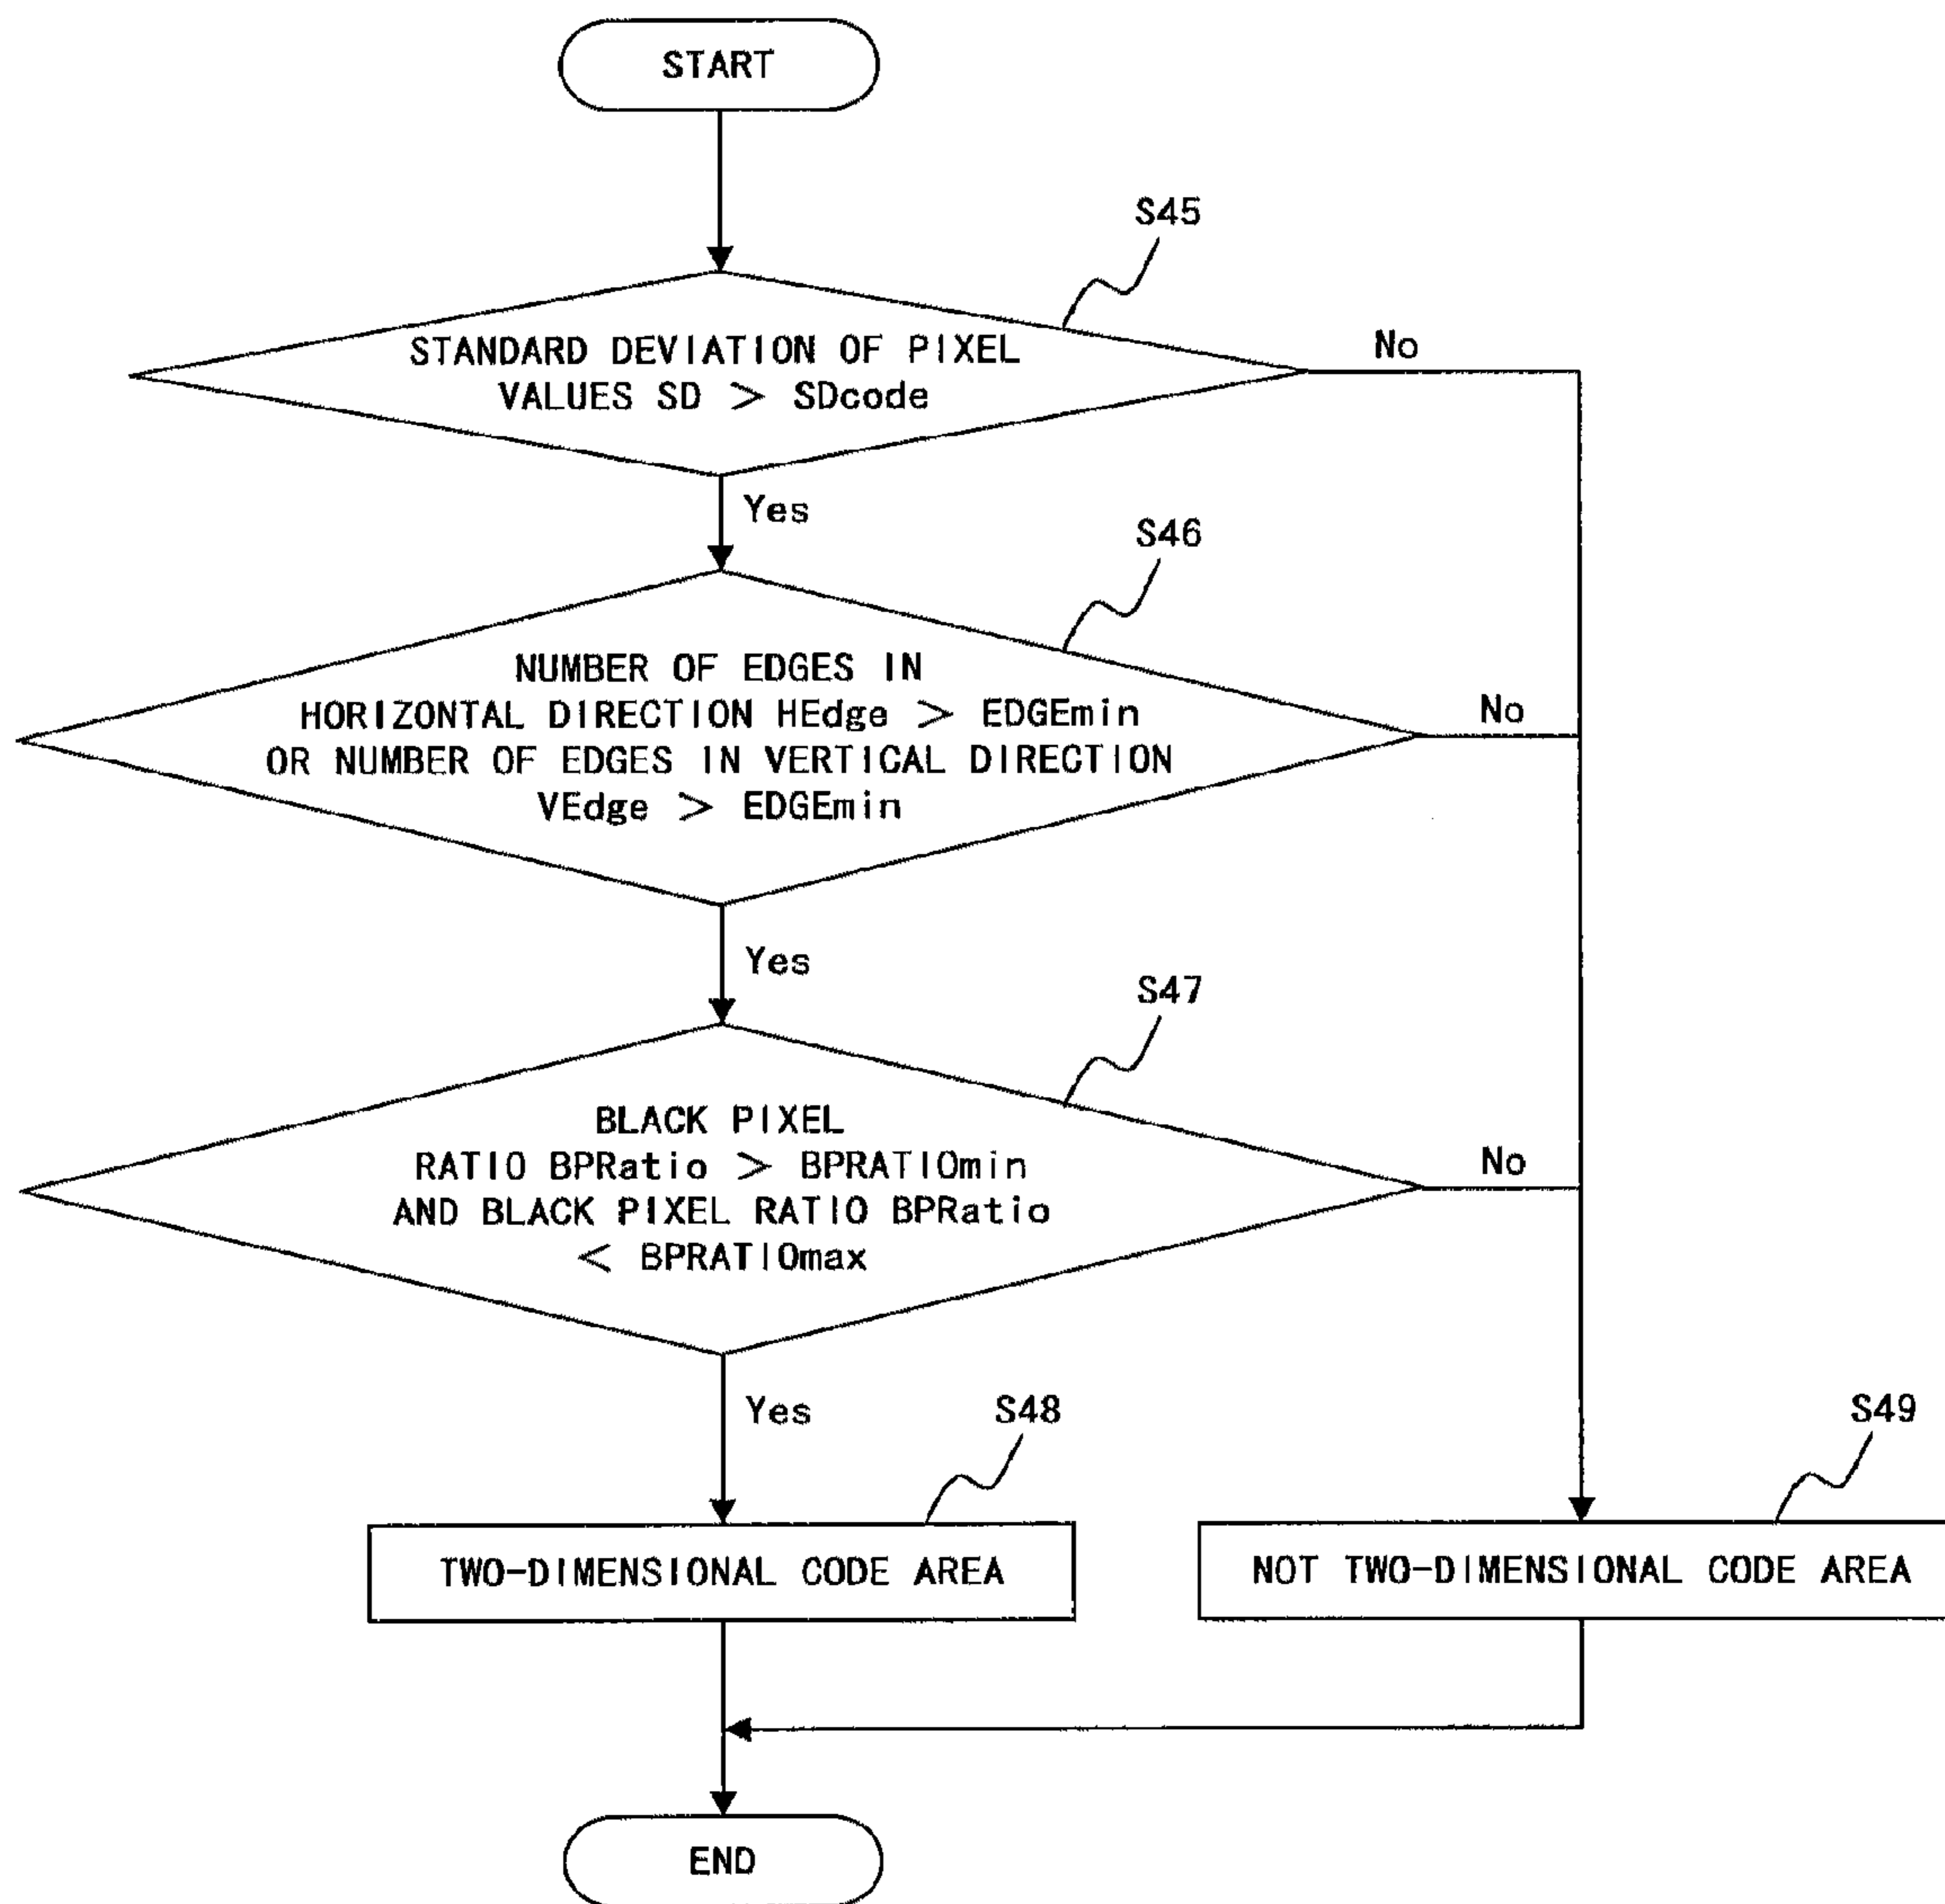 START
S45
STANDARD DEVIATION OF PIXEL
VALUES SD > SDcode
No
Yes
S46
NUMBER OF EDGES IN
HORIZONTAL DIRECTION HEdge > EDGEmin
OR NUMBER OF EDGES IN VERTICAL DIRECTION
VEdge > EDGEmin
No
Yes
S47
BLACK PIXEL
RATIO BPRatio > BPRATIOmin
AND BLACK PIXEL RATIO BPRatio
< BPRATIOmax
No
Yes
S48
S49
TWO-DIMENSIONAL CODE AREA
NOT TWO-DIMENSIONAL CODE AREA
END